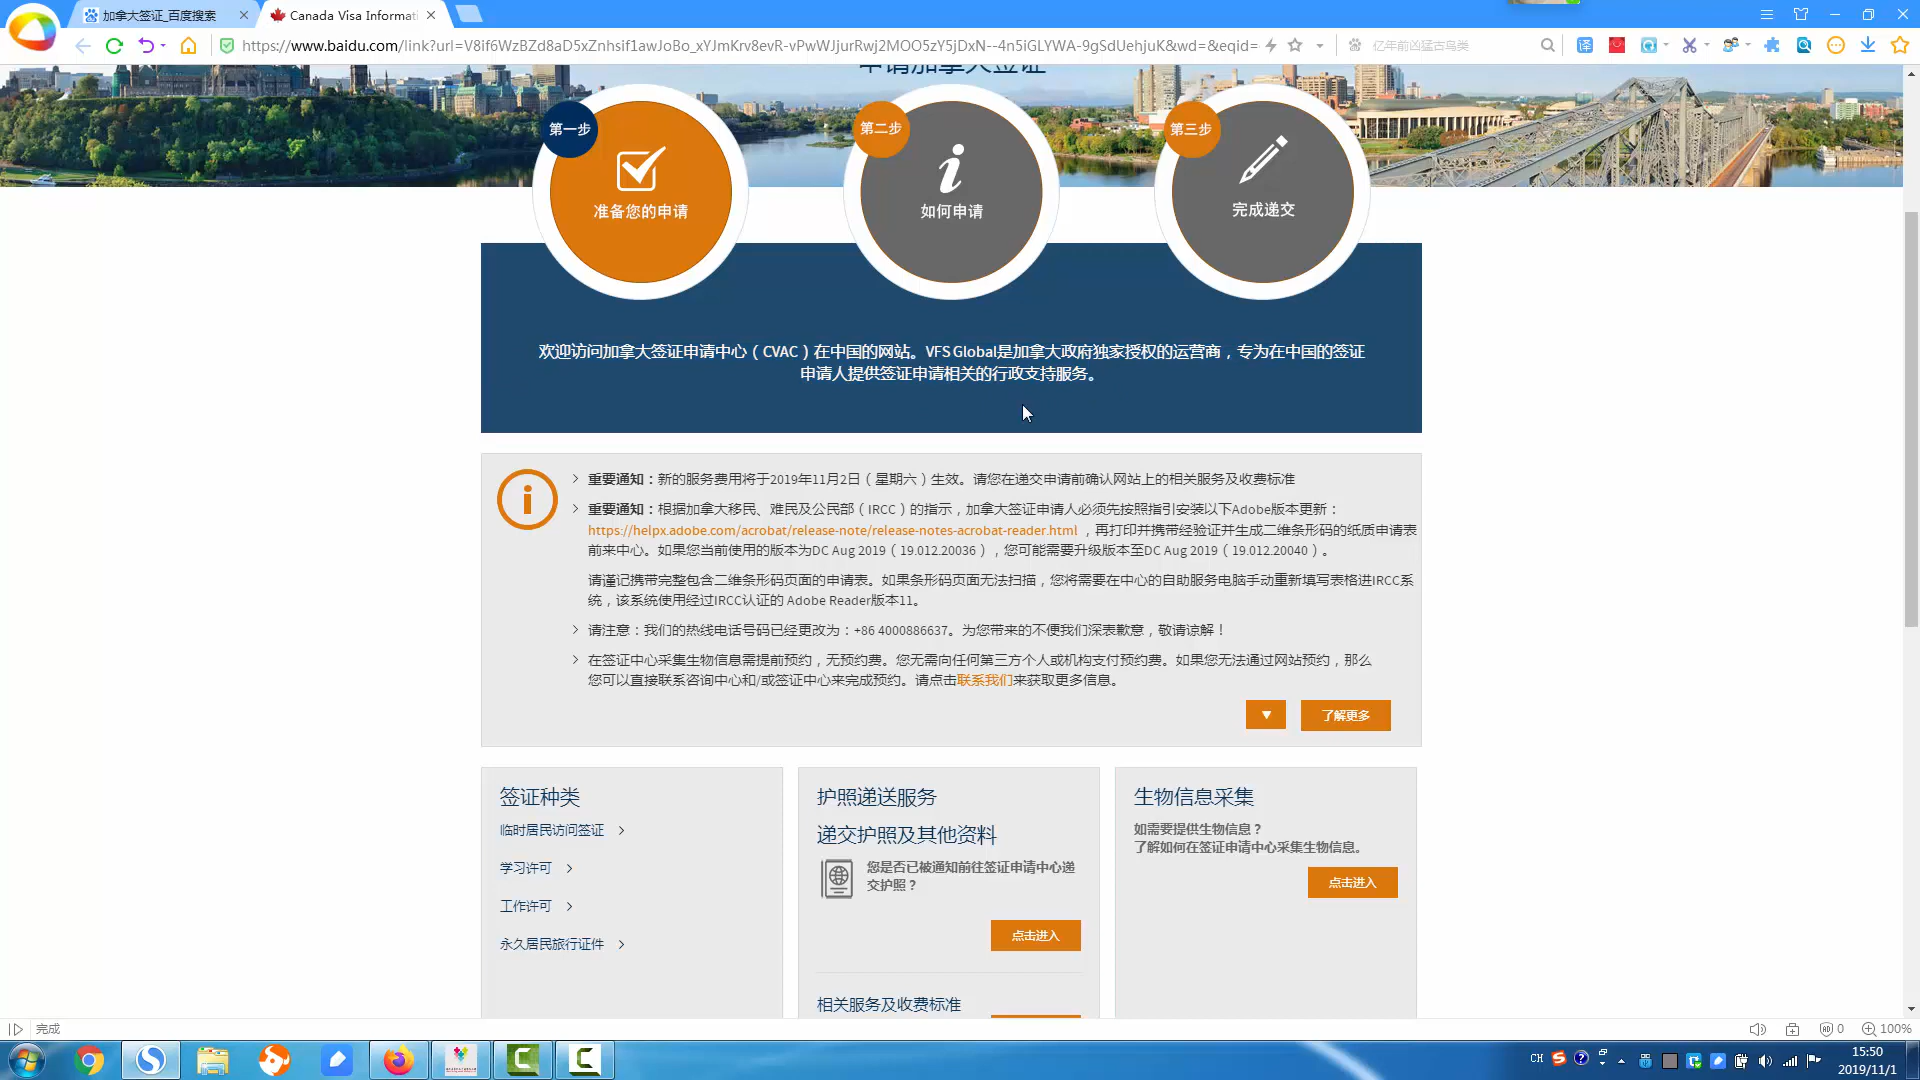 加拿大签证_百度搜索
Canada Visa Informati
https://www.baidu.com/link?url=V8if6WzBZd8aD5xZnhsif1awJoBo_xYJmKrv8evR-vPwWJjurRwj2MOO5zY5jDxN--4n5iGLYWA-9gSdUehjuK&wd=&eqid=
亿年前凶猛古鸟类
申请加拿大签证
第一步
准备您的申请
第二步
如何申请
第三步
完成递交
欢迎访问加拿大签证申请中心（CVAC）在中国的网站。VFS Global是加拿大政府独家授权的运营商，专为在中国的签证
申请人提供签证申请相关的行政支持服务。
重要通知：新的服务费用将于2019年11月2日（星期六）生效。请您在递交申请前确认网站上的相关服务及收费标准
重要通知：根据加拿大移民、难民及公民部（IRCC）的指示，加拿大签证申请人必须先按照指引安装以下Adobe版本更新：
https://helpx.adobe.com/acrobat/release-note/release-notes-acrobat-reader.html ，再打印并携带经验证并生成二维条形码的纸质申请表
前来中心。如果您当前使用的版本为DC Aug 2019（19.012.20036），您可能需要升级版本至DC Aug 2019（19.012.20040）。
请谨记携带完整包含二维条形码页面的申请表。如果条形码页面无法扫描，您将需要在中心的自助服务电脑手动重新填写表格进IRCC系
统，该系统使用经过IRCC认证的 Adobe Reader版本11。
请注意：我们的热线电话号码已经更改为：+86 4000886637。为您带来的不便我们深表歉意，敬请谅解！
在签证中心采集生物信息需提前预约，无预约费。您无需向任何第三方个人或机构支付预约费。如果您无法通过网站预约，那么
您可以直接联系咨询中心和/或签证中心来完成预约。请点击联系我们来获取更多信息。
▼
了解更多
签证种类
临时居民访问签证
学习许可
工作许可
永久居民旅行证件
护照递送服务
递交护照及其他资料
您是否已被通知前往签证申请中心递
交护照？
点击进入
相关服务及收费标准
生物信息采集
如需要提供生物信息？
了解如何在签证申请中心采集生物信息。
点击进入
完成
0
100%
CH
15:50
2019/11/1